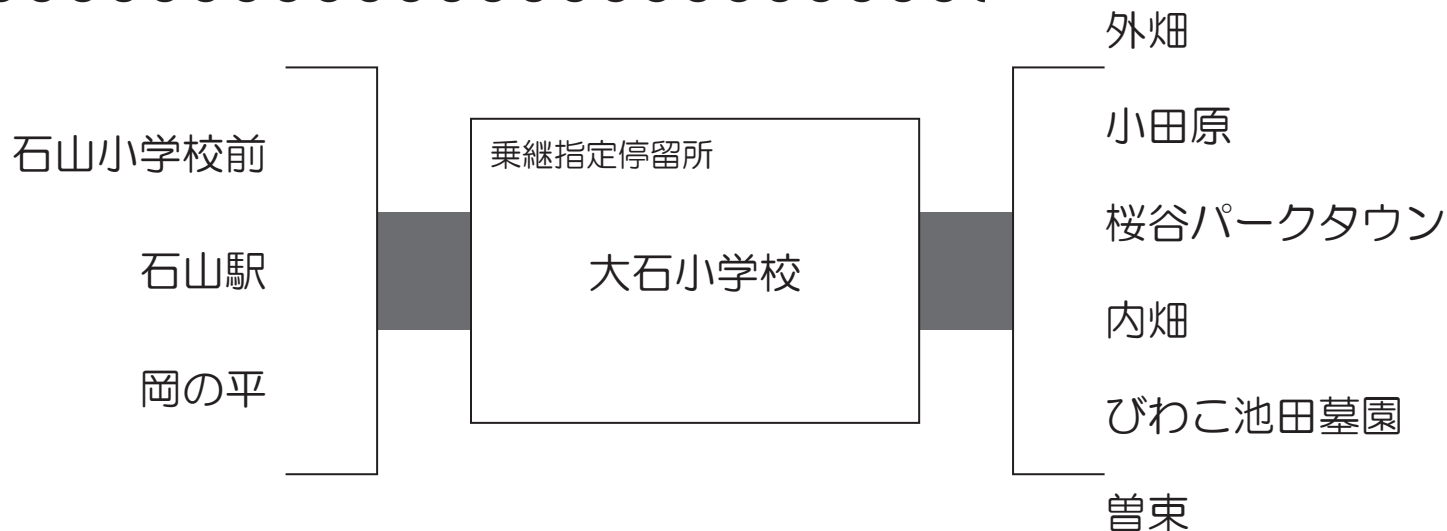 石山小学校前
石山駅
岡の平
乗継指定停留所
大石小学校
外畑
小田原
桜谷パークタウン
内畑
びわこ池田墓園
曽束